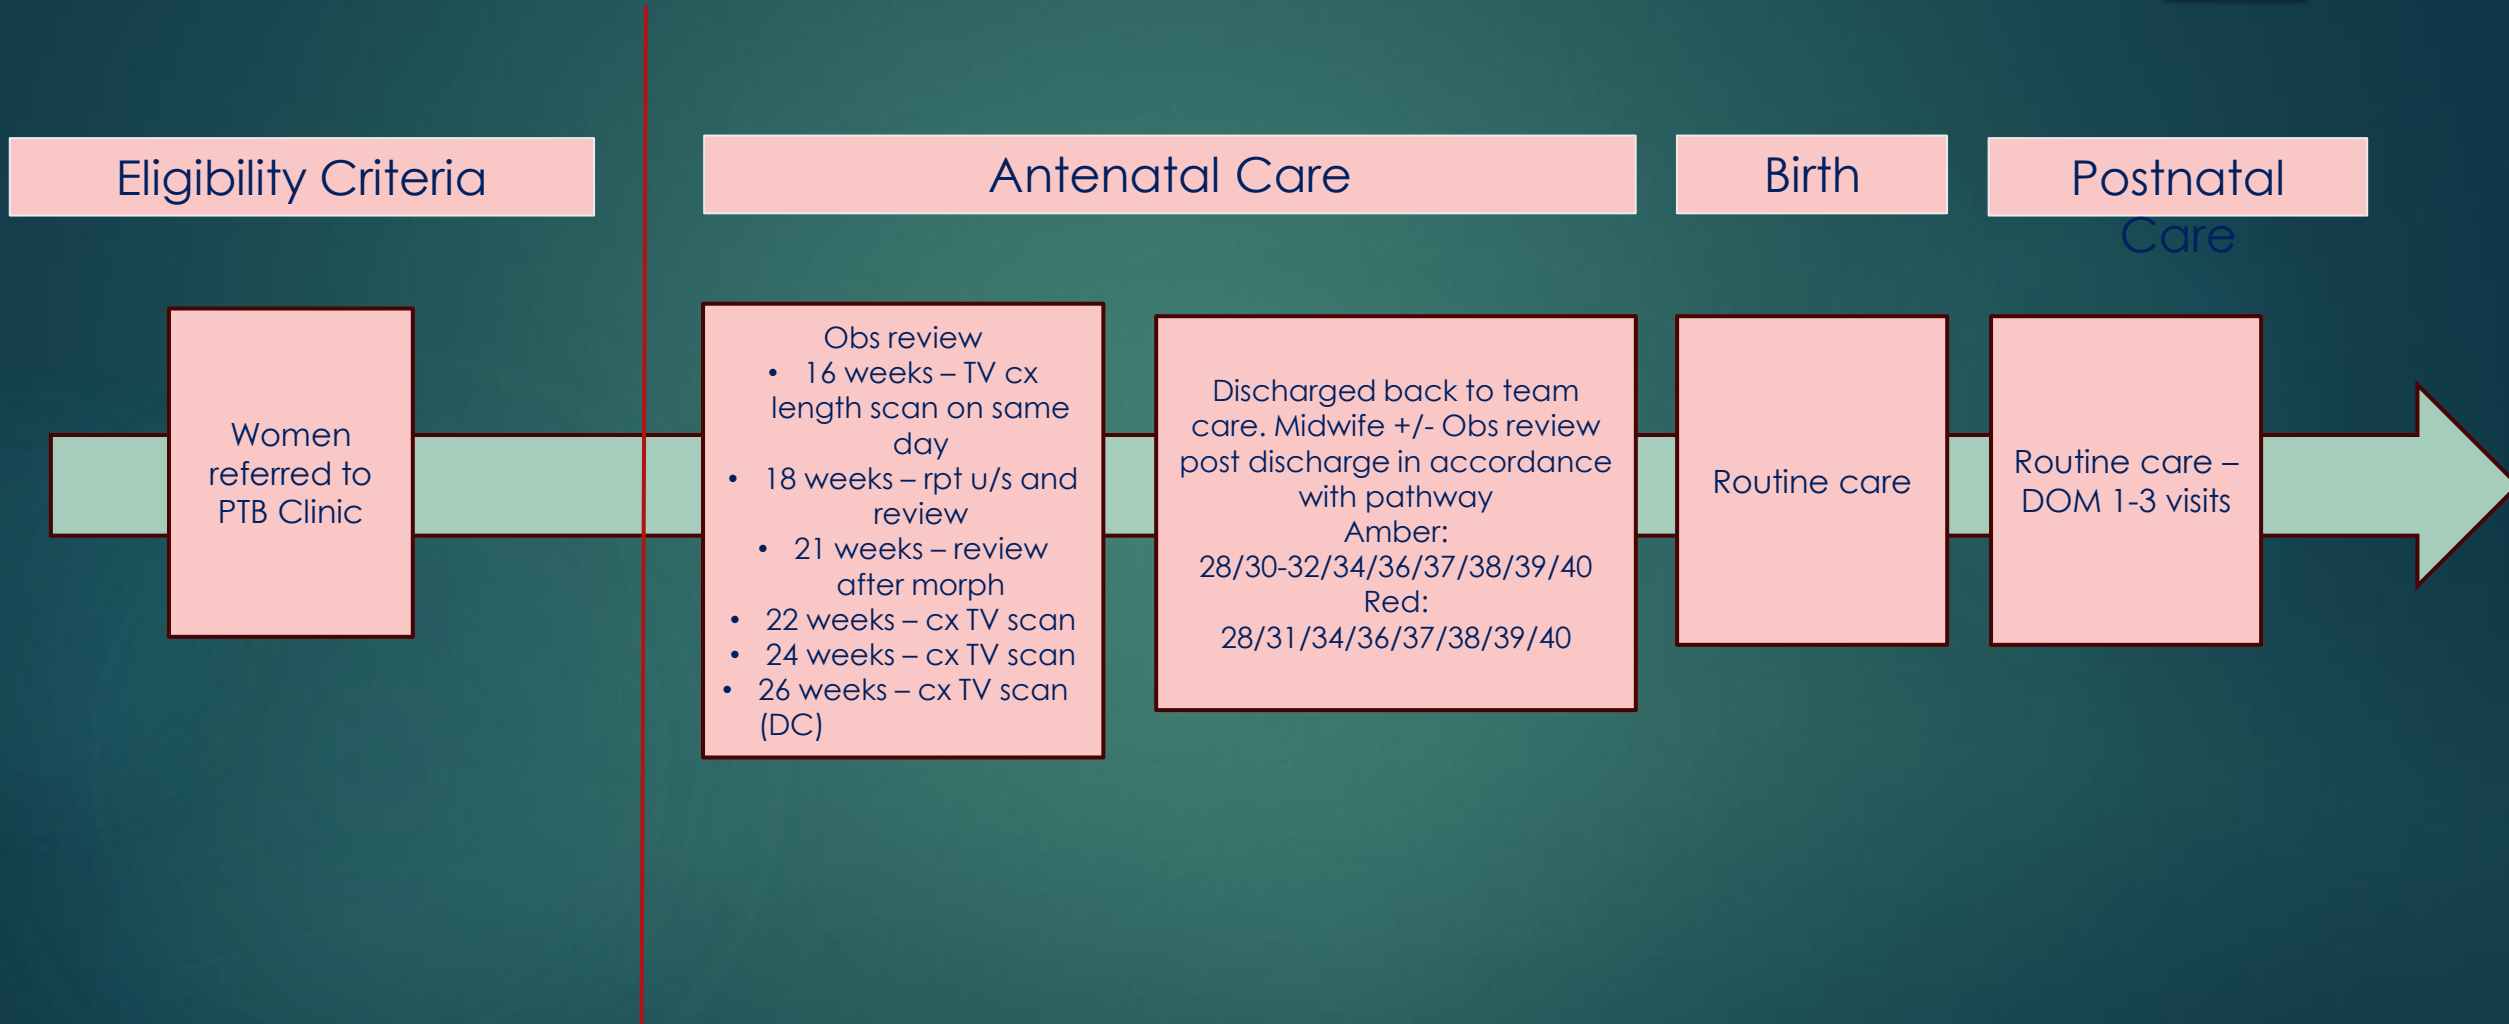 Eligibility Criteria
Antenatal Care
Birth
Postnatal
Care
Women
referred to
PTB Clinic
Obs review
• 16 weeks – TV cx
length scan on same
day
• 18 weeks – rpt u/s and
review
• 21 weeks – review
after morph
• 22 weeks – cx TV scan
• 24 weeks – cx TV scan
• 26 weeks – cx TV scan
(DC)
Discharged back to team
care. Midwife +/- Obs review
post discharge in accordance
with pathway
Amber:
28/30-32/34/36/37/38/39/40
Red:
28/31/34/36/37/38/39/40
Routine care
Routine care –
DOM 1-3 visits